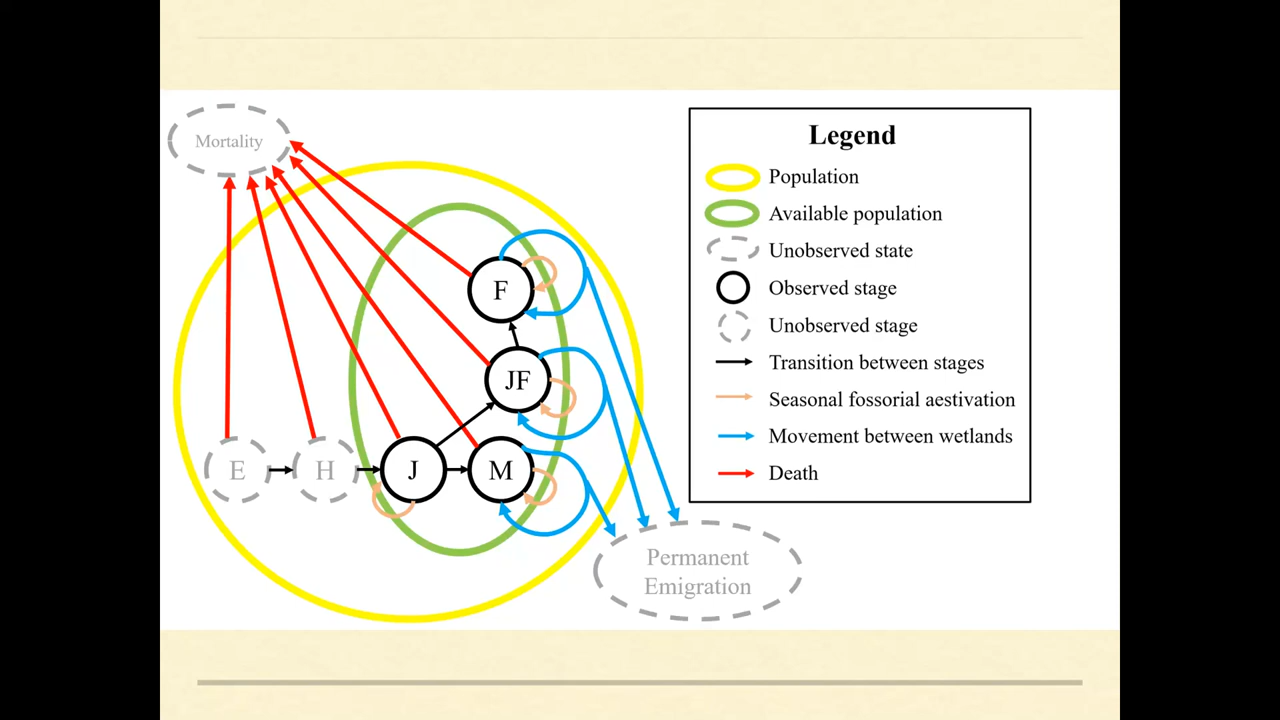 Mortality
F
JF
E
H
J
M
Permanent
Emigration
Legend
Population
Available population
Unobserved state
Observed stage
Unobserved stage
Transition between stages
Seasonal fossorial aestivation
Movement between wetlands
Death